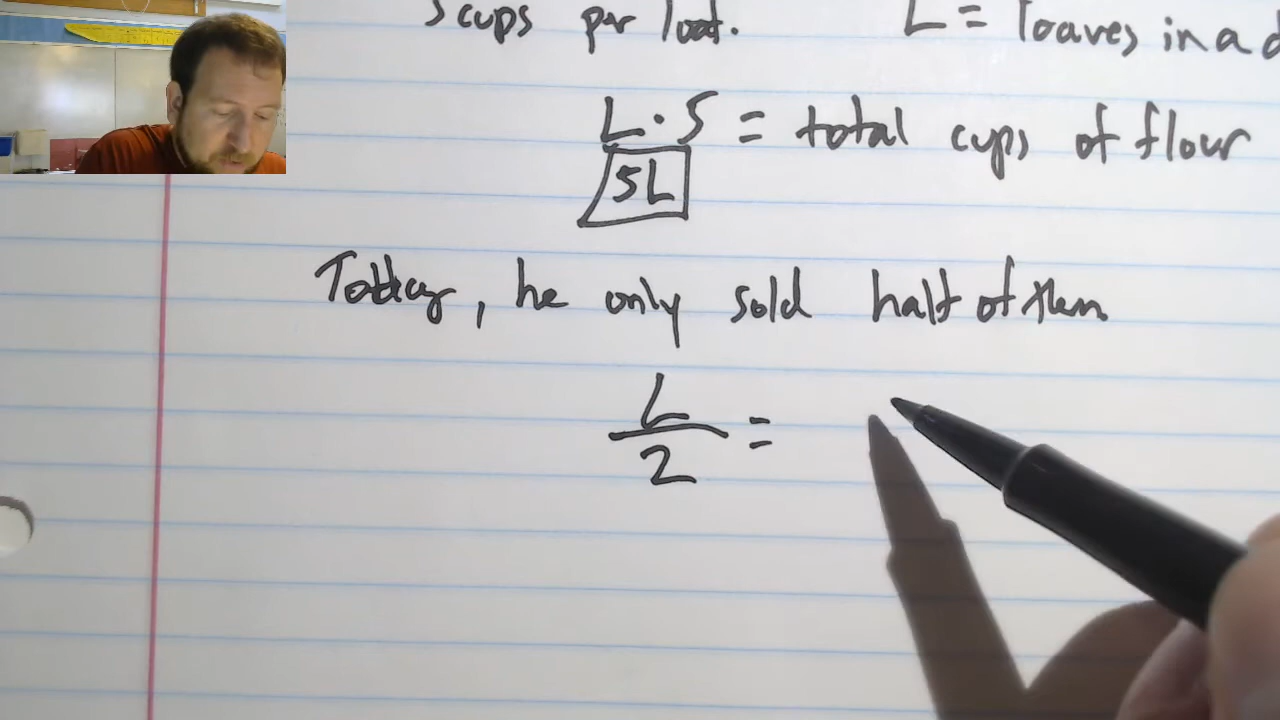 5 cups per loaf. L = loaves in a d
L · 5 = total cups of flour
5L
Today, he only sold half of them
L/2 =